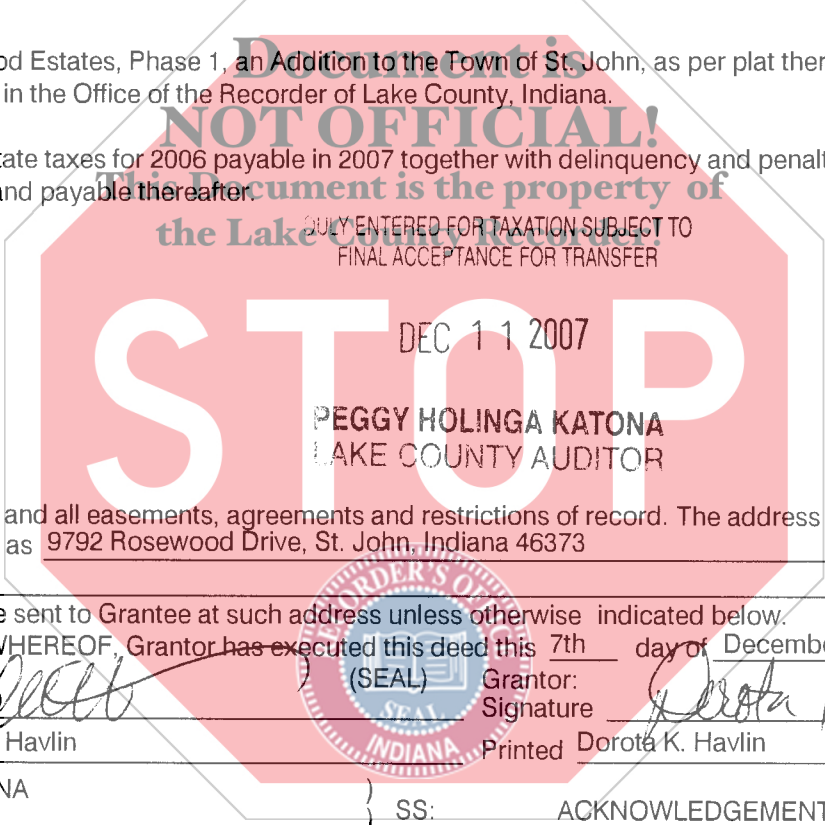 Document is
od Estates, Phase 1, an Addition to the Town of St. John, as per plat ther
in the Office of the Recorder of Lake County, Indiana.
NOT OFFICIAL!
tate taxes for 2006 payable in 2007 together with delinquency and penalt
and payable thereafter.
This Document is the property of
the Lake County Recorder!
DULY ENTERED FOR TAXATION SUBJECT TO
FINAL ACCEPTANCE FOR TRANSFER
STOP
DEC 11 2007
PEGGY HOLINGA KATONA
LAKE COUNTY AUDITOR
and all easements, agreements and restrictions of record. The address
as 9792 Rosewood Drive, St. John, Indiana 46373
RECORDER'S OFFICE
e sent to Grantee at such address unless otherwise indicated below.
WHEREOF, Grantor has executed this deed this 7th day of Decembe
(SEAL) Grantor:
Signature Dorota
SEAL
INDIANA
Havlin Printed Dorota K. Havlin
NA
) SS: ACKNOWLEDGEMENT